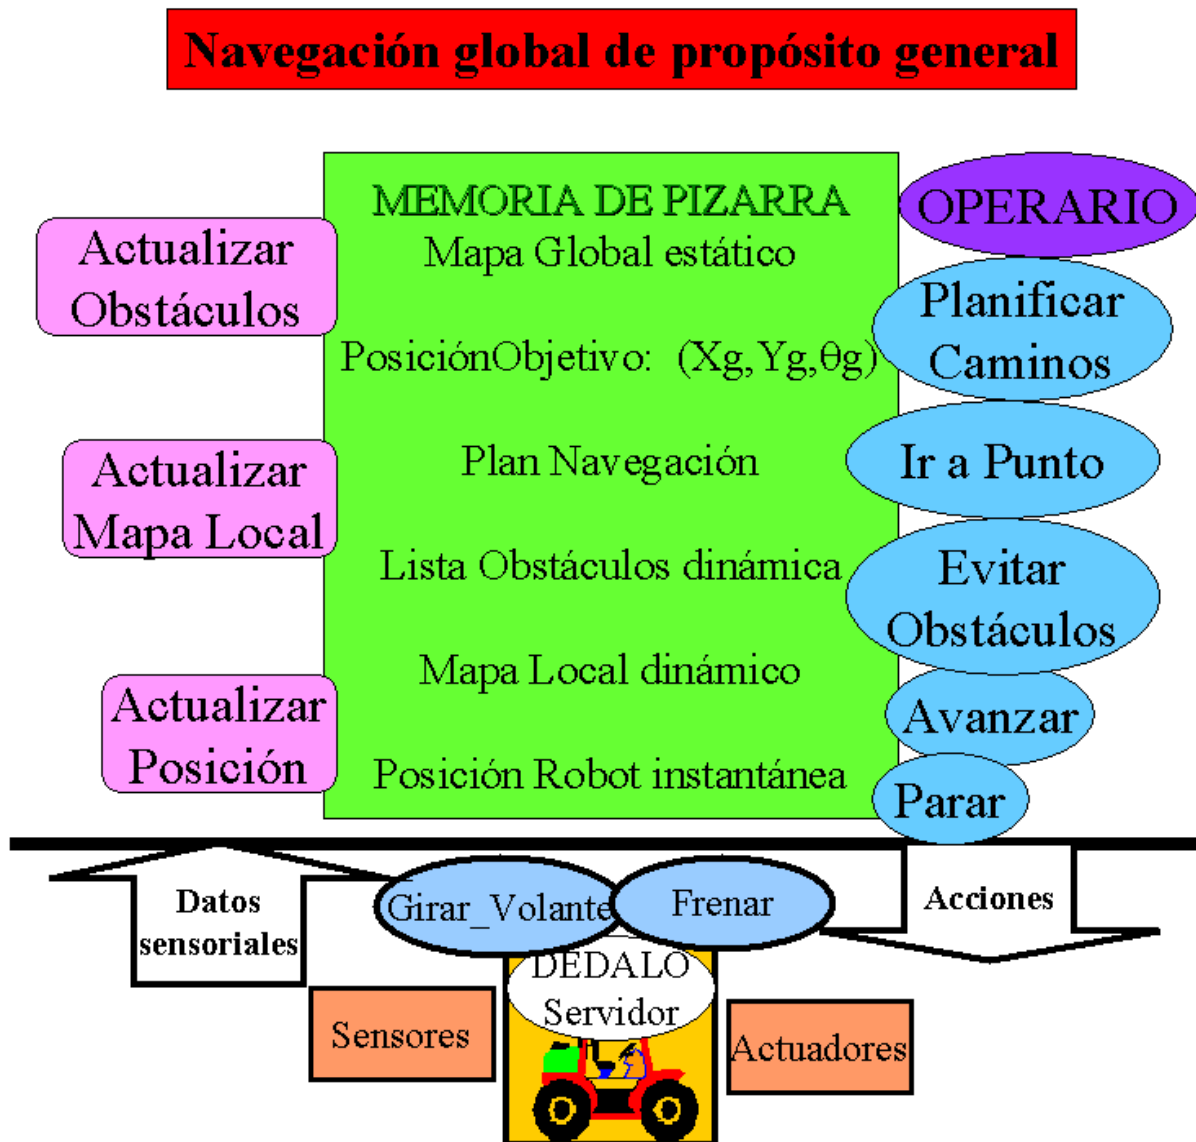 Navegación global de propósito general
MEMORIA DE PIZARRA
OPERARIO
Actualizar
Obstáculos
Mapa Global estático
Planificar
Caminos
PosiciónObjetivo: (Xg,Yg,θg)
Actualizar
Mapa Local
Plan Navegación
Ir a Punto
Lista Obstáculos dinámica
Evitar
Obstáculos
Mapa Local dinámico
Actualizar
Posición
Avanzar
Posición Robot instantánea
Parar
Datos
sensoriales
Girar_Volante
Frenar
Acciones
DÉDALO
Servidor
Sensores
Actuadores